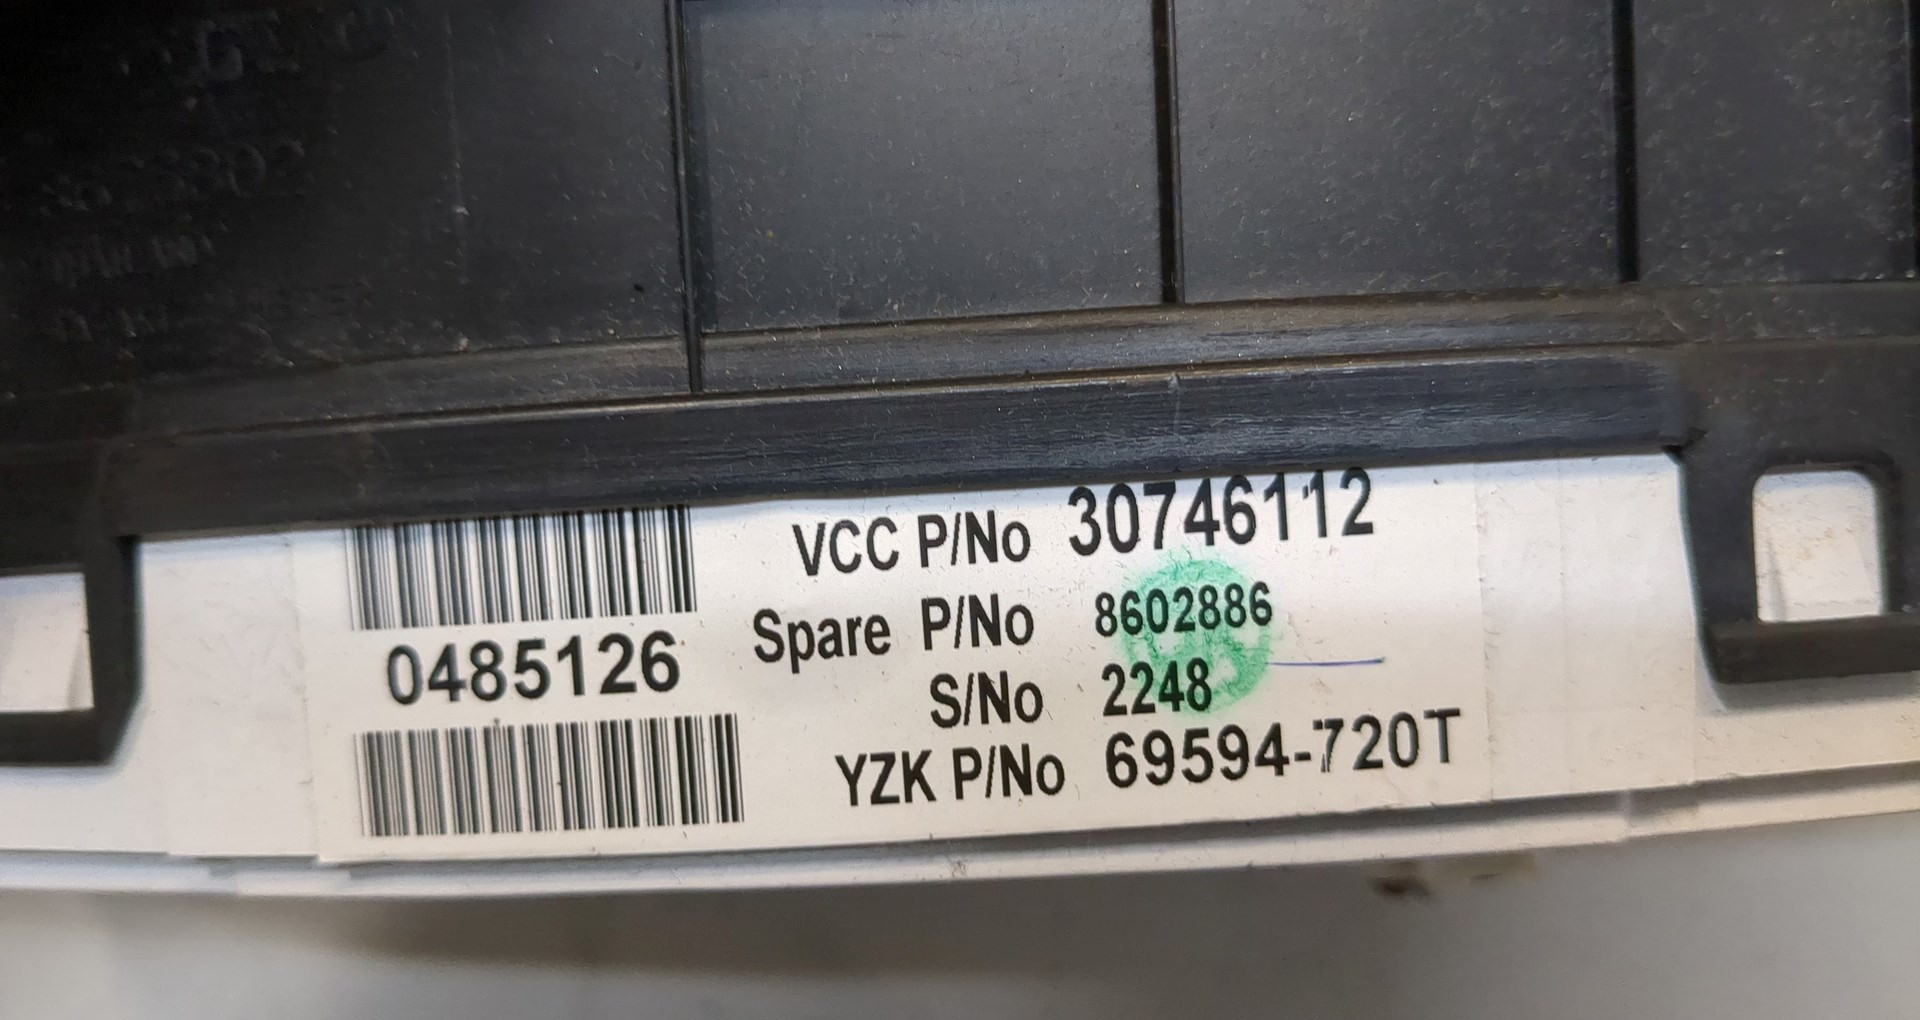 VCC P/No 30746112
Spare P/No 8602886
0485126
S/No 2248
YZK P/No 69594-720T